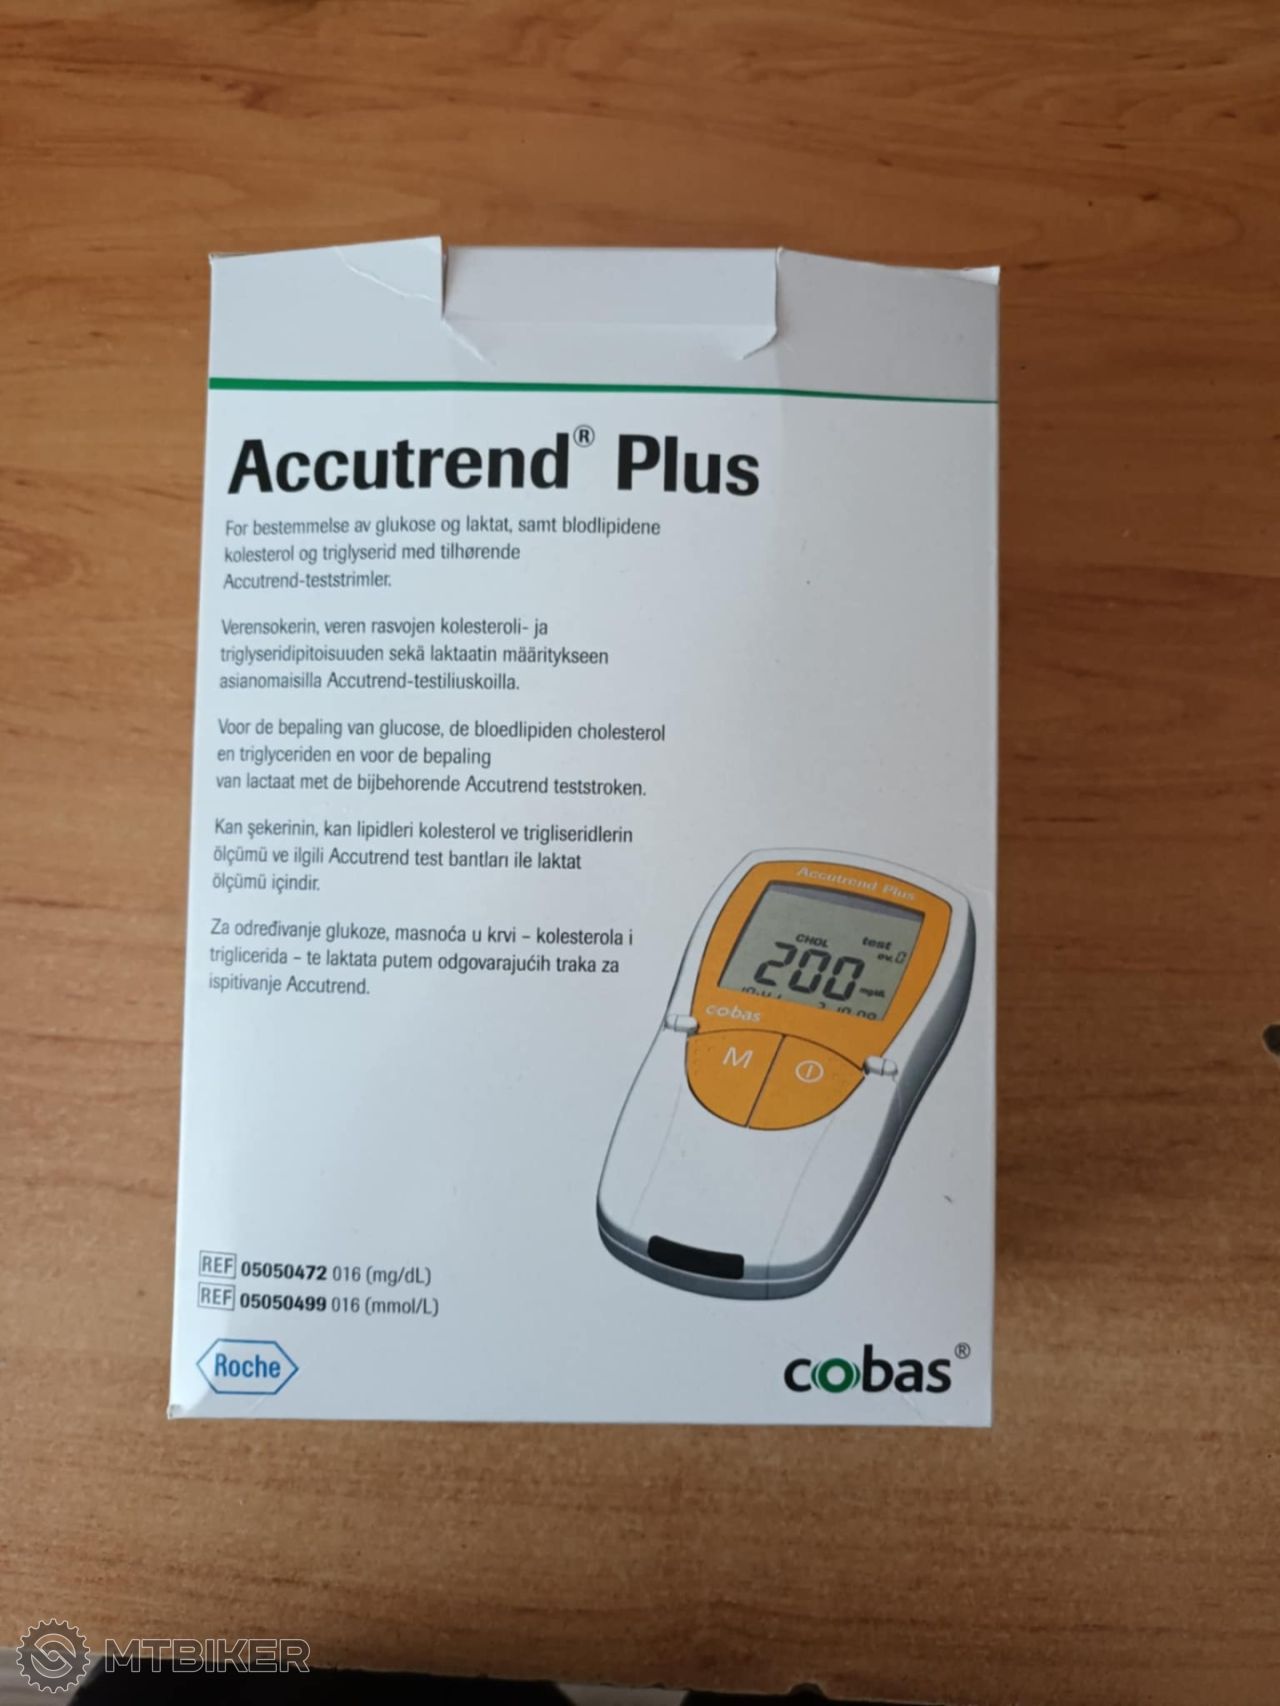 Accutrend® Plus
For bestemmelse av glukose og laktat, samt blodlipidene
kolesterol og triglyserid med tilhørende
Accutrend-teststrimler.
Verensokerin, veren rasvojen kolesteroli- ja
triglyseridipitoisuuden sekä laktaatin määritykseen
asianomaisilla Accutrend-testiliuskoilla.
Voor de bepaling van glucose, de bloedlipiden cholesterol
en triglyceriden en voor de bepaling
van lactaat met de bijbehorende Accutrend teststroken.
Kan şekerinin, kan lipidleri kolesterol ve trigliseridlerin
ölçümü ve ilgili Accutrend test bantları ile laktat
ölçümü içindir.
Za određivanje glukoze, masnoća u krvi – kolesterola i
triglicerida – te laktata putem odgovarajućih traka za
ispitivanje Accutrend.
Accutrend Plus
CHOL test
200 mg/dL
cobas
M
REF 05050472 016 (mg/dL)
REF 05050499 016 (mmol/L)
Roche
cobas®
MTBIKER